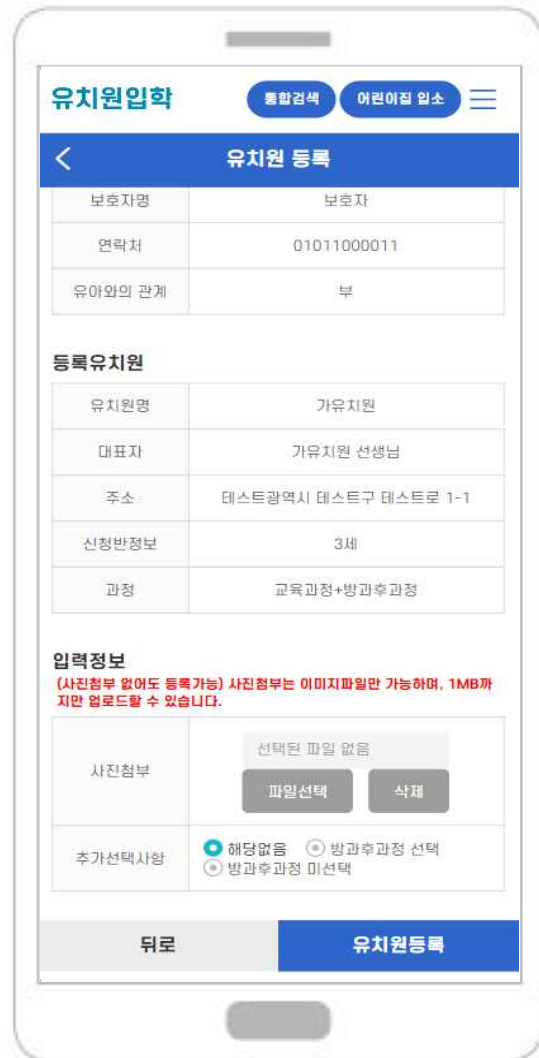 유치원입학 통합검색 어린이집 입소
유치원 등록
보호자명 보호자
연락처 01011000011
유아와의 관계 부
등록유치원
유치원명 가유치원
대표자 가유치원 선생님
주소 테스트광역시 테스트구 테스트로 1-1
신청반정보 3세
과정 교육과정+방과후과정
입력정보
(사진첨부 없어도 등록가능) 사진첨부는 이미지파일만 가능하며, 1MB까
지만 업로드할 수 있습니다.
선택된 파일 없음
사진첨부
파일선택 삭제
해당없음 방과후과정 선택
추가선택사항
방과후과정 미선택
뒤로 유치원등록